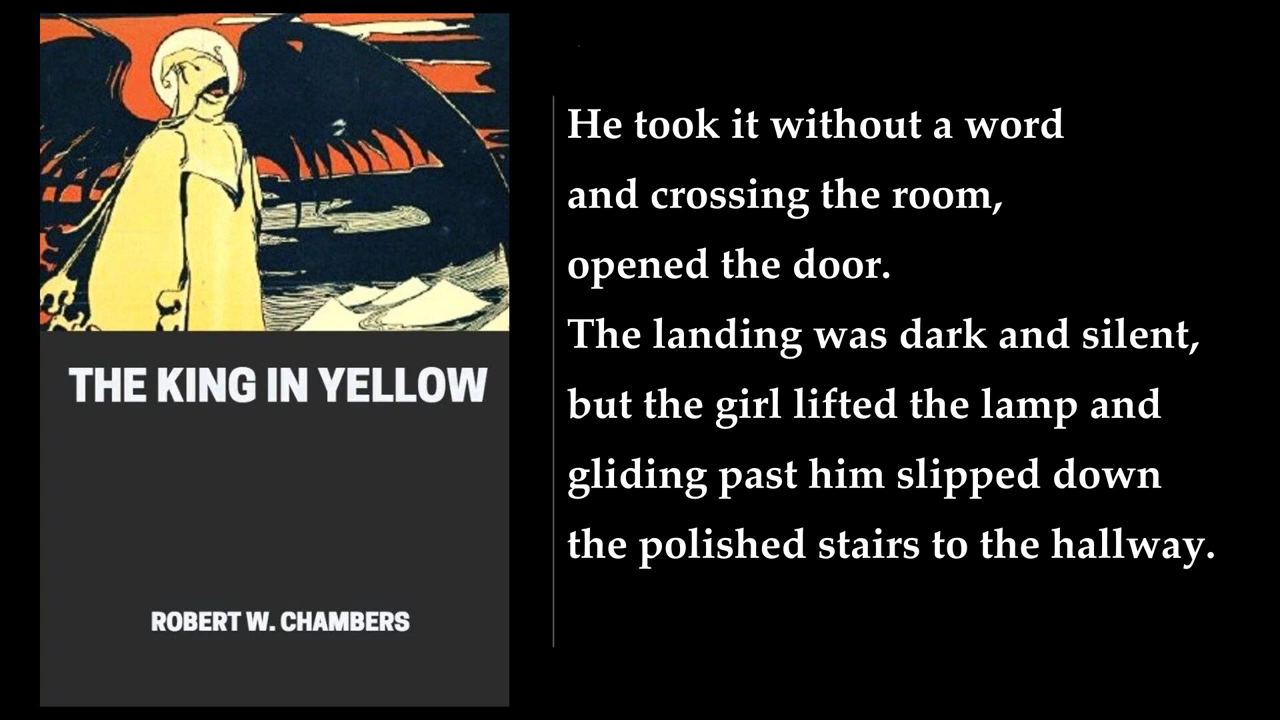 THE KING IN YELLOW
ROBERT W. CHAMBERS
He took it without a word
and crossing the room,
opened the door.
The landing was dark and silent,
but the girl lifted the lamp and
gliding past him slipped down
the polished stairs to the hallway.